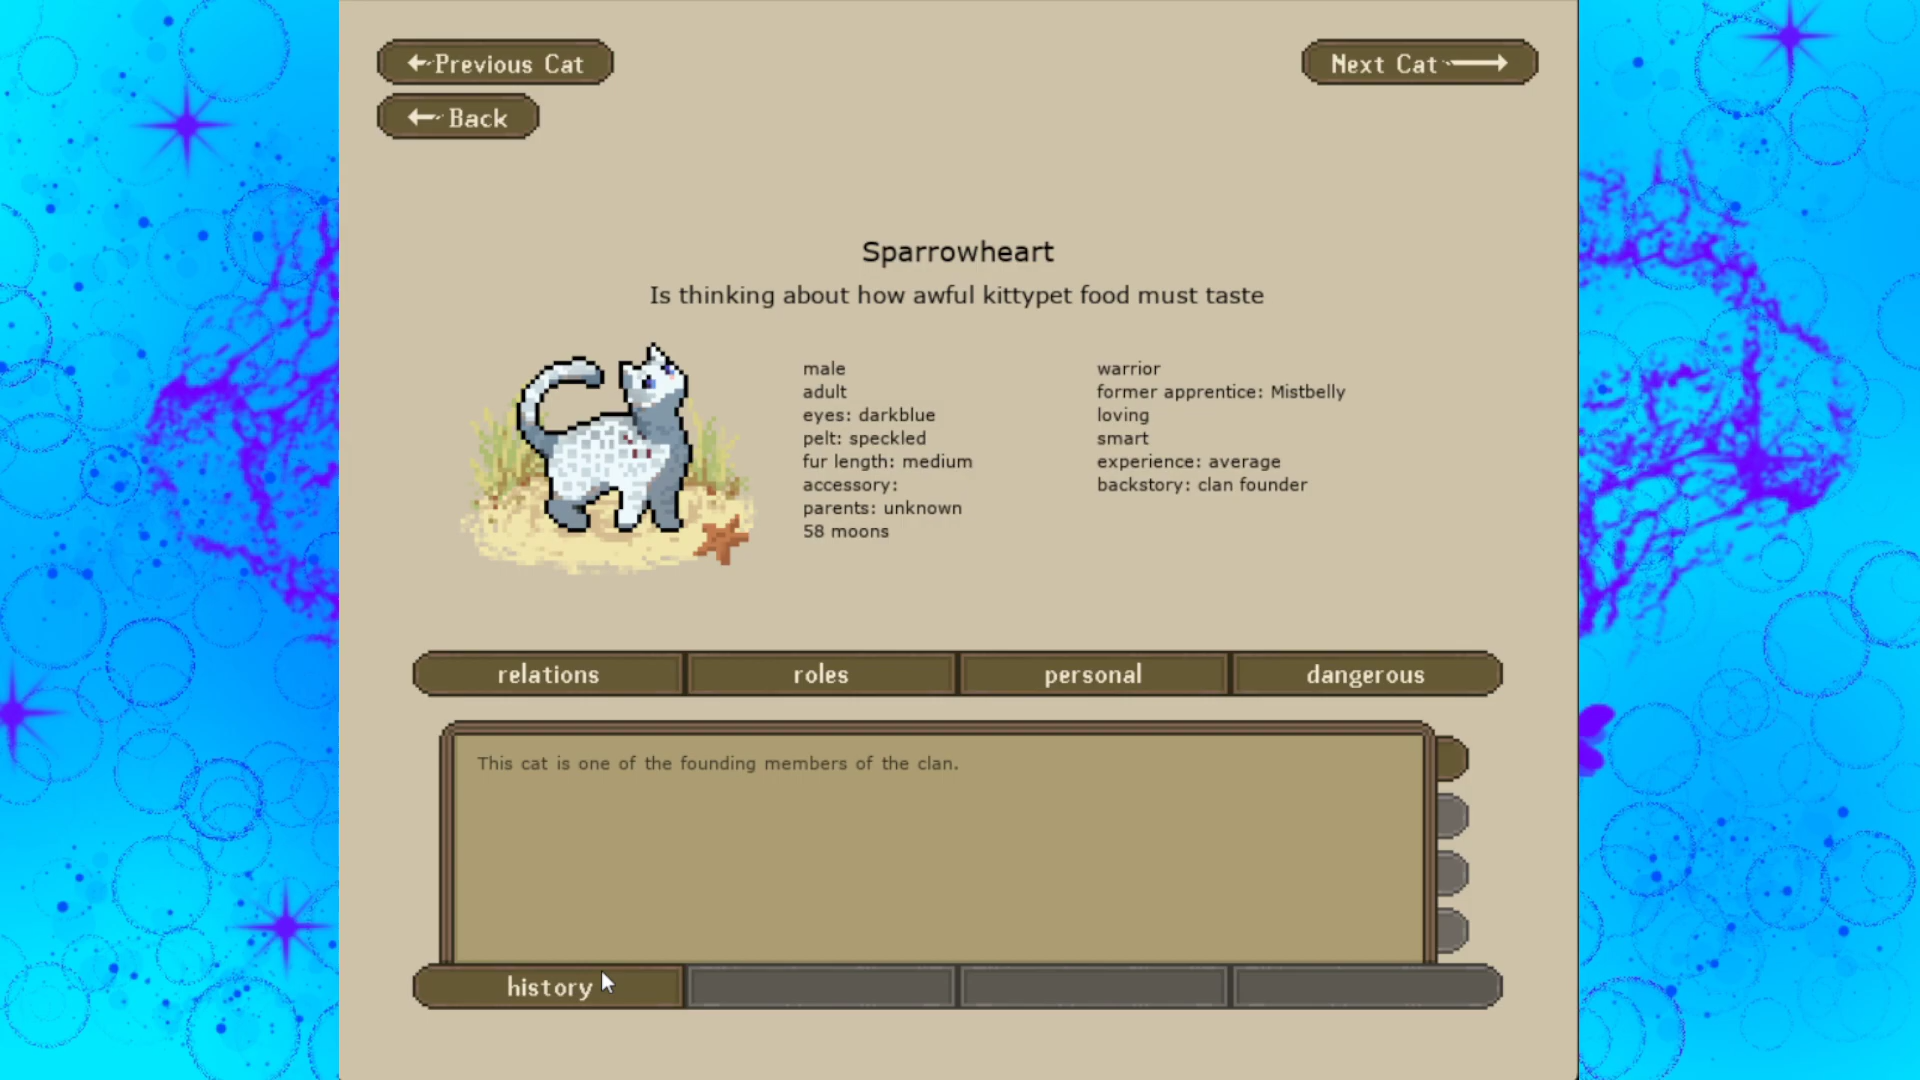 Previous Cat
Next Cat
Back
Sparrowheart
Is thinking about how awful kittypet food must taste
male
adult
eyes: darkblue
pelt: speckled
fur length: medium
accessory:
parents: unknown
58 moons
warrior
former apprentice: Mistbelly
loving
smart
experience: average
backstory: clan founder
relations
roles
personal
dangerous
This cat is one of the founding members of the clan.
history